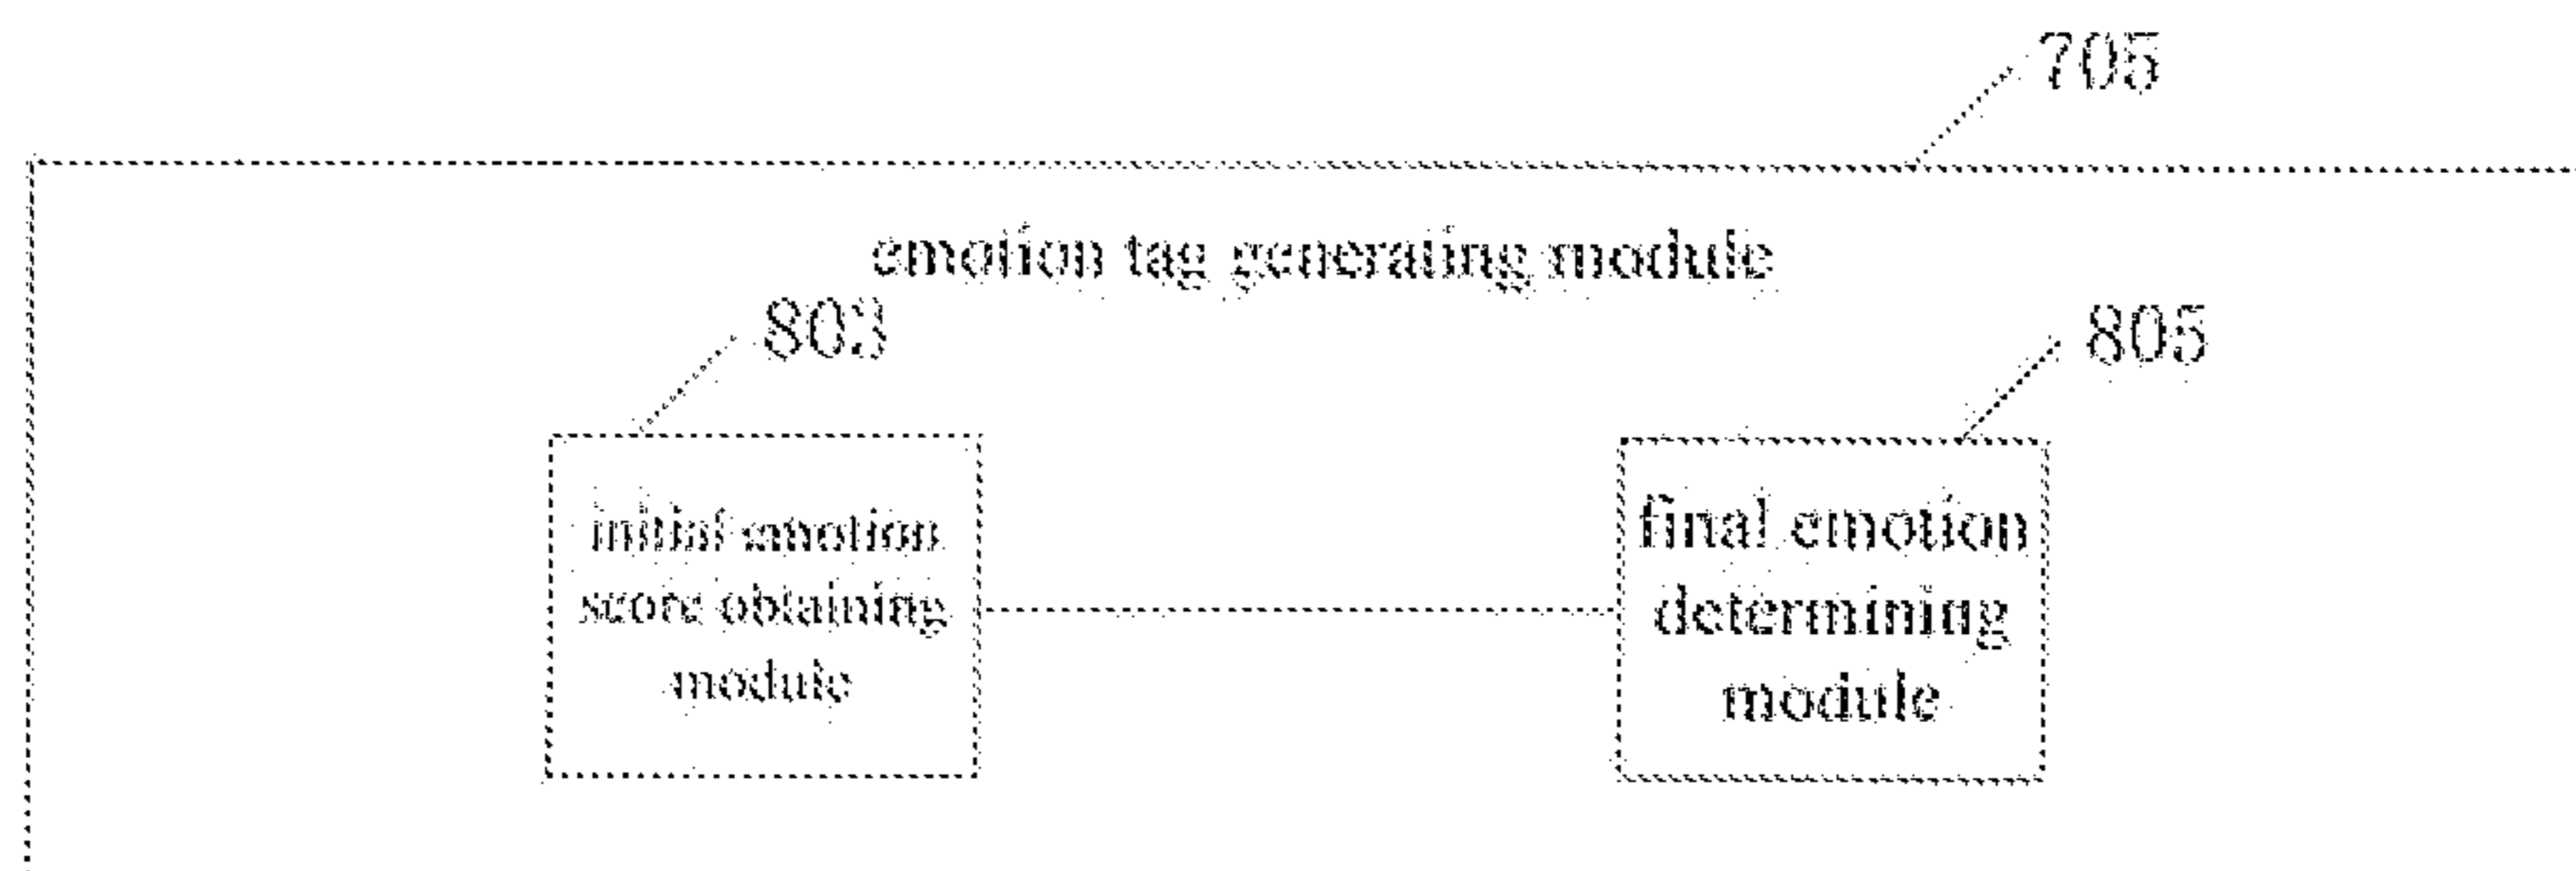 705
emotion tag generating module
803
805
initial emotion
score obtaining
module
final emotion
determining
module